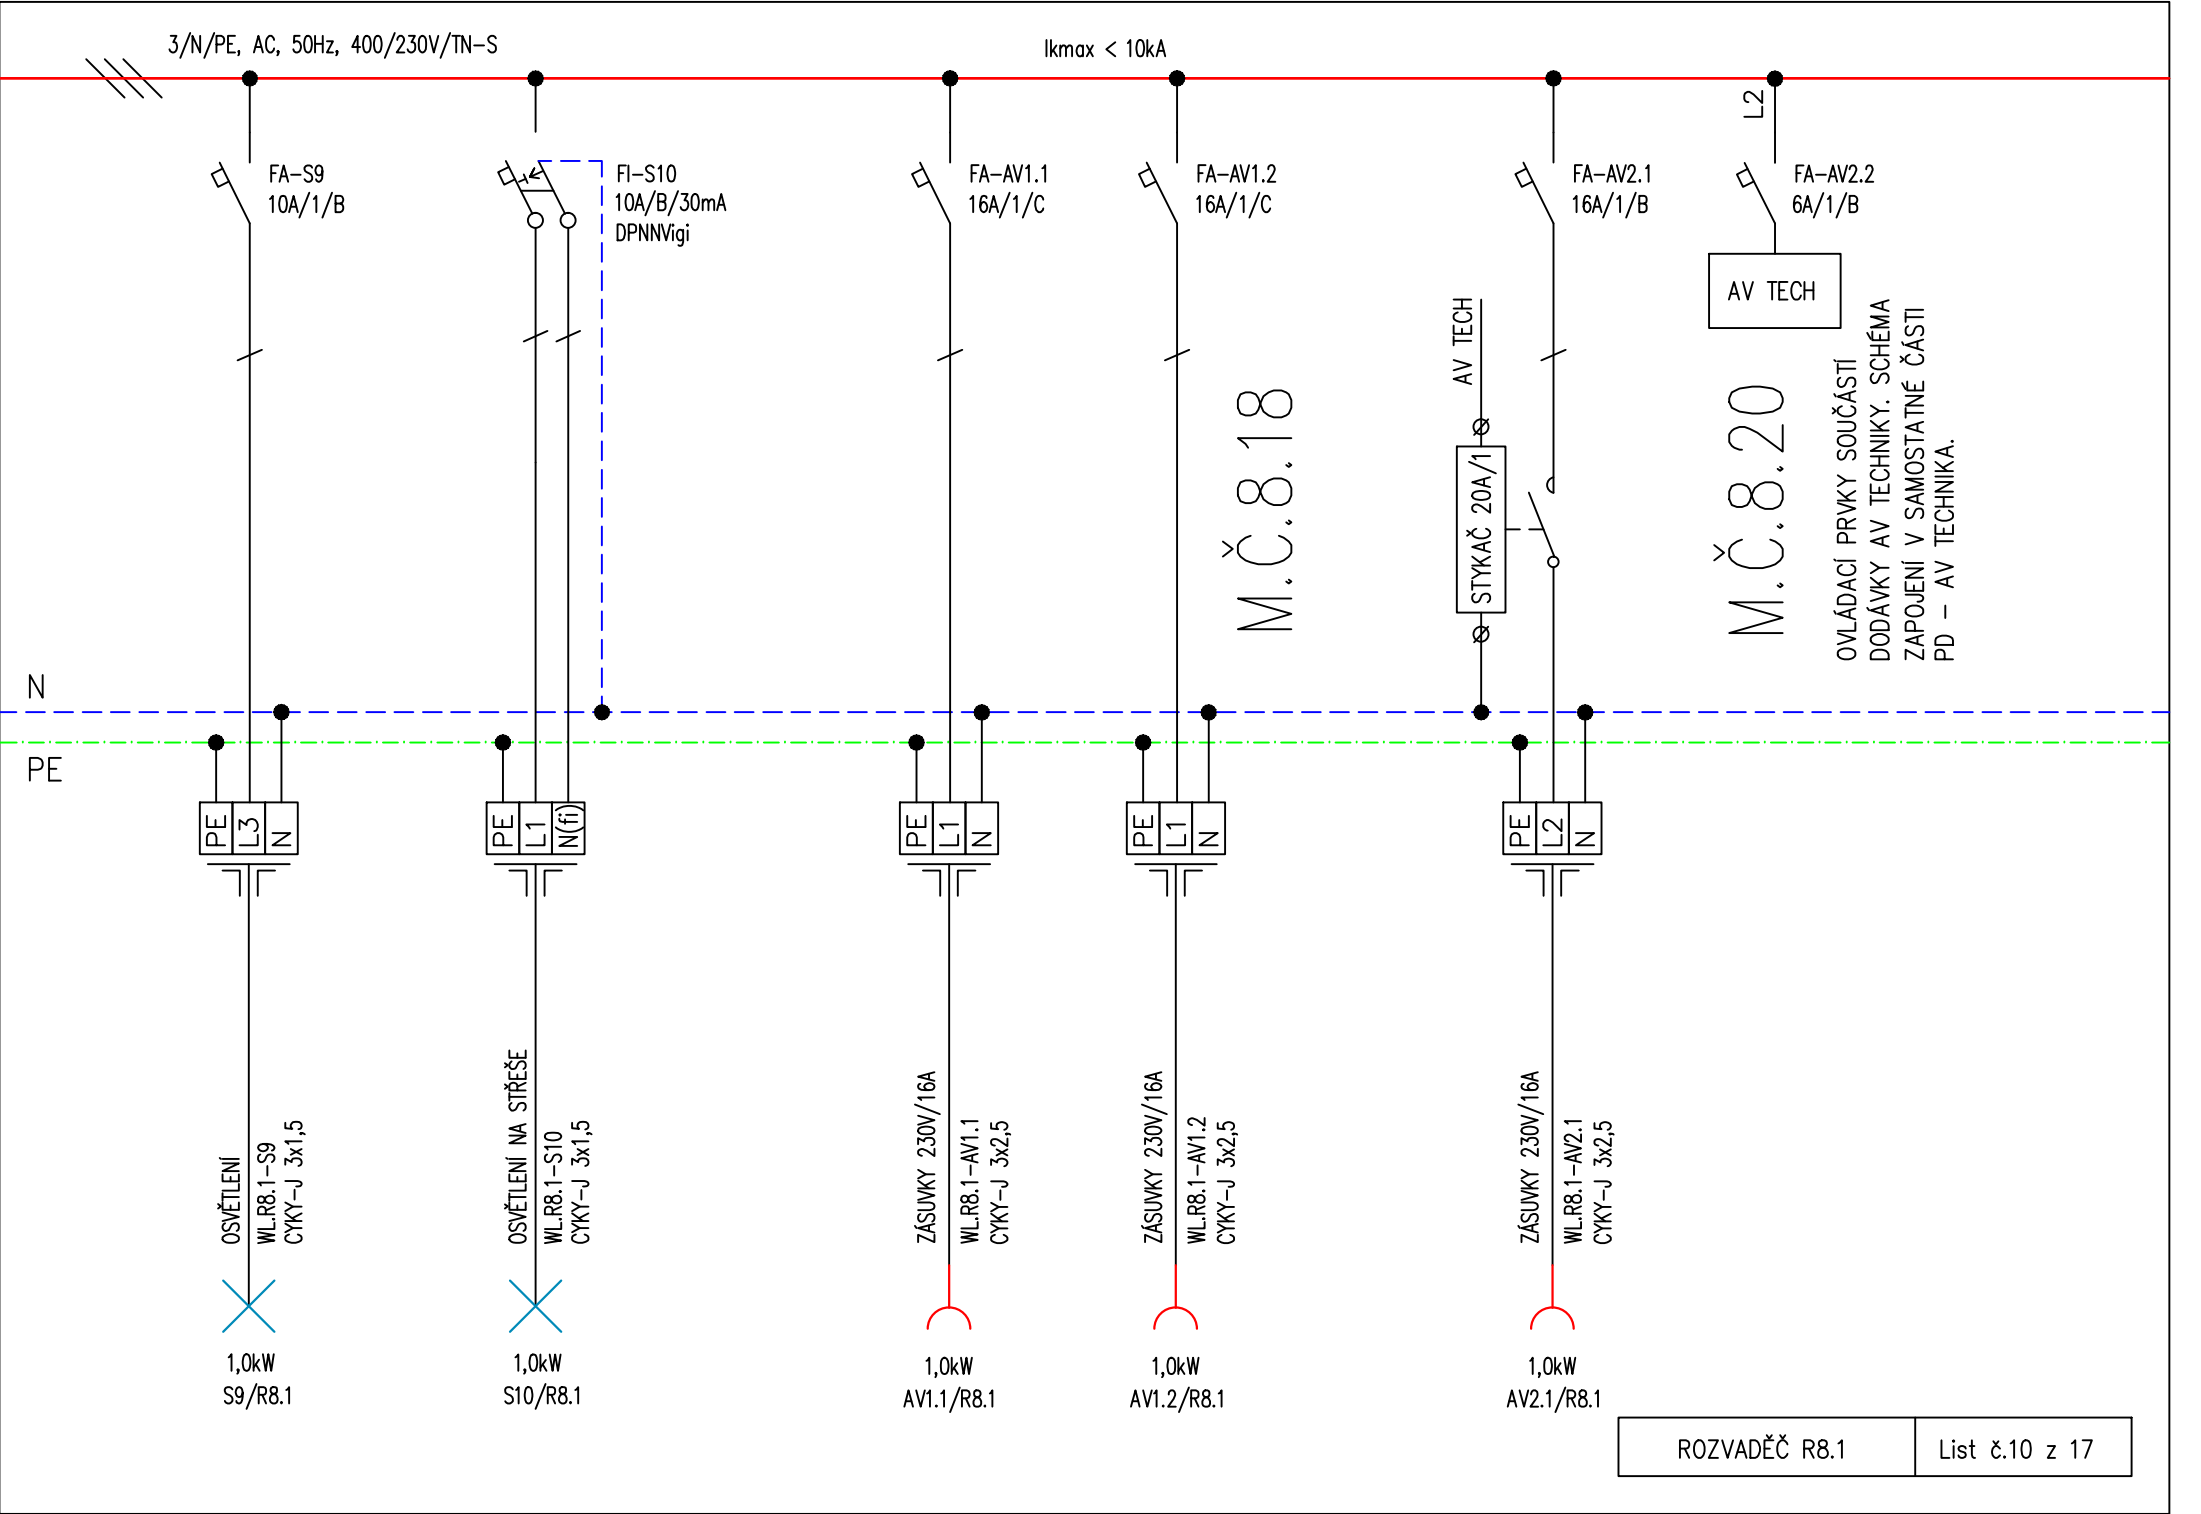 3/N/PE, AC, 50Hz, 400/230V/TN-S
Ikmax < 10kA
L2
FA-S9
10A/1/B
FI-S10
10A/B/30mA
DPNNVigi
FA-AV1.1
16A/1/C
FA-AV1.2
16A/1/C
FA-AV2.1
16A/1/B
FA-AV2.2
6A/1/B
AV TECH
AV TECH
STYKAČ 20A/1
M.Č.8.18
M.Č.8.20
OVLÁDACÍ PRVKY SOUČÁSTÍ
DODÁVKY AV TECHNIKY. SCHÉMA
ZAPOJENÍ V SAMOSTATNÉ ČÁSTI
PD - AV TECHNIKA.
N
PE
PE L3 N
PE L1 N(fi)
PE L1 N
PE L1 N
PE L2 N
OSVĚTLENÍ
WL.R8.1-S9
CYKY-J 3x1,5
OSVĚTLENÍ NA STŘEŠE
WL.R8.1-S10
CYKY-J 3x1,5
ZÁSUVKY 230V/16A
WL.R8.1-AV1.1
CYKY-J 3x2,5
ZÁSUVKY 230V/16A
WL.R8.1-AV1.2
CYKY-J 3x2,5
ZÁSUVKY 230V/16A
WL.R8.1-AV2.1
CYKY-J 3x2,5
1,0kW
S9/R8.1
1,0kW
S10/R8.1
1,0kW
AV1.1/R8.1
1,0kW
AV1.2/R8.1
1,0kW
AV2.1/R8.1
ROZVADĚČ R8.1
List č.10 z 17